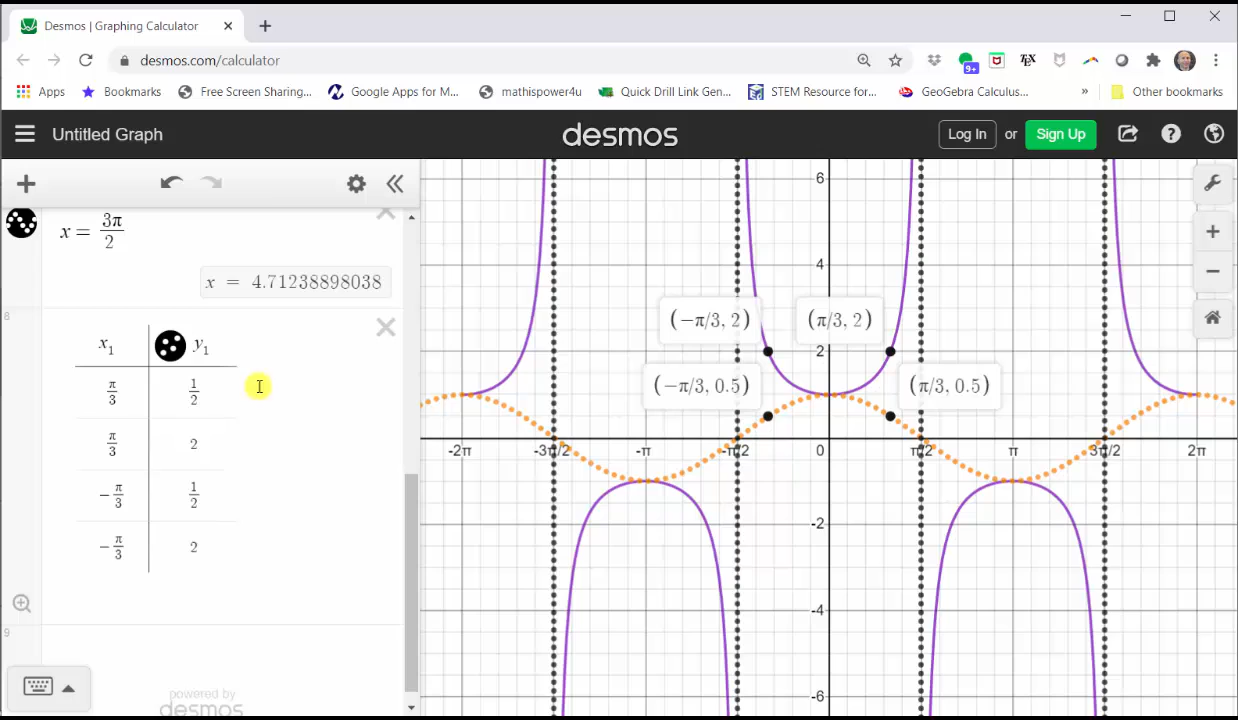 Desmos | Graphing Calculator
desmos.com/calculator
9+
TEX
Apps Bookmarks Free Screen Sharing... Google Apps for M... mathispower4u Quick Drill Link Gen... STEM Resource for... GeoGebra Calculus... » Other bookmarks
Untitled Graph desmos Log In or Sign Up
x = 3π/2
x = 4.71238898038
8
x₁ y₁
π/3 1/2
π/3 2
-π/3 1/2
-π/3 2
9
powered by
desmos
6
4
(-π/3, 2) (π/3, 2)
2
(-π/3, 0.5) (π/3, 0.5)
-2π -3π/2 -π -π/2 0 π/2 π 3π/2 2π
-2
-4
-6